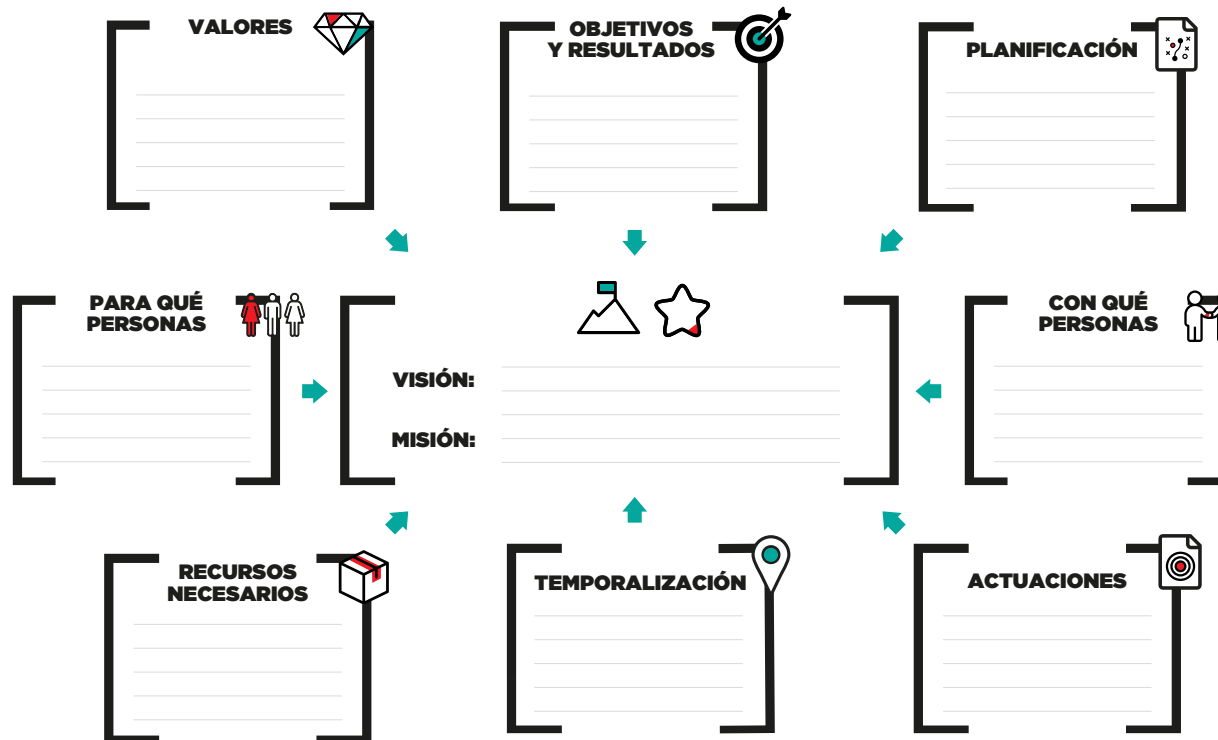 VALORES
OBJETIVOS
Y RESULTADOS
PLANIFICACIÓN
PARA QUÉ
PERSONAS
VISIÓN:
MISIÓN:
CON QUÉ
PERSONAS
RECURSOS
NECESARIOS
TEMPORALIZACIÓN
ACTUACIONES